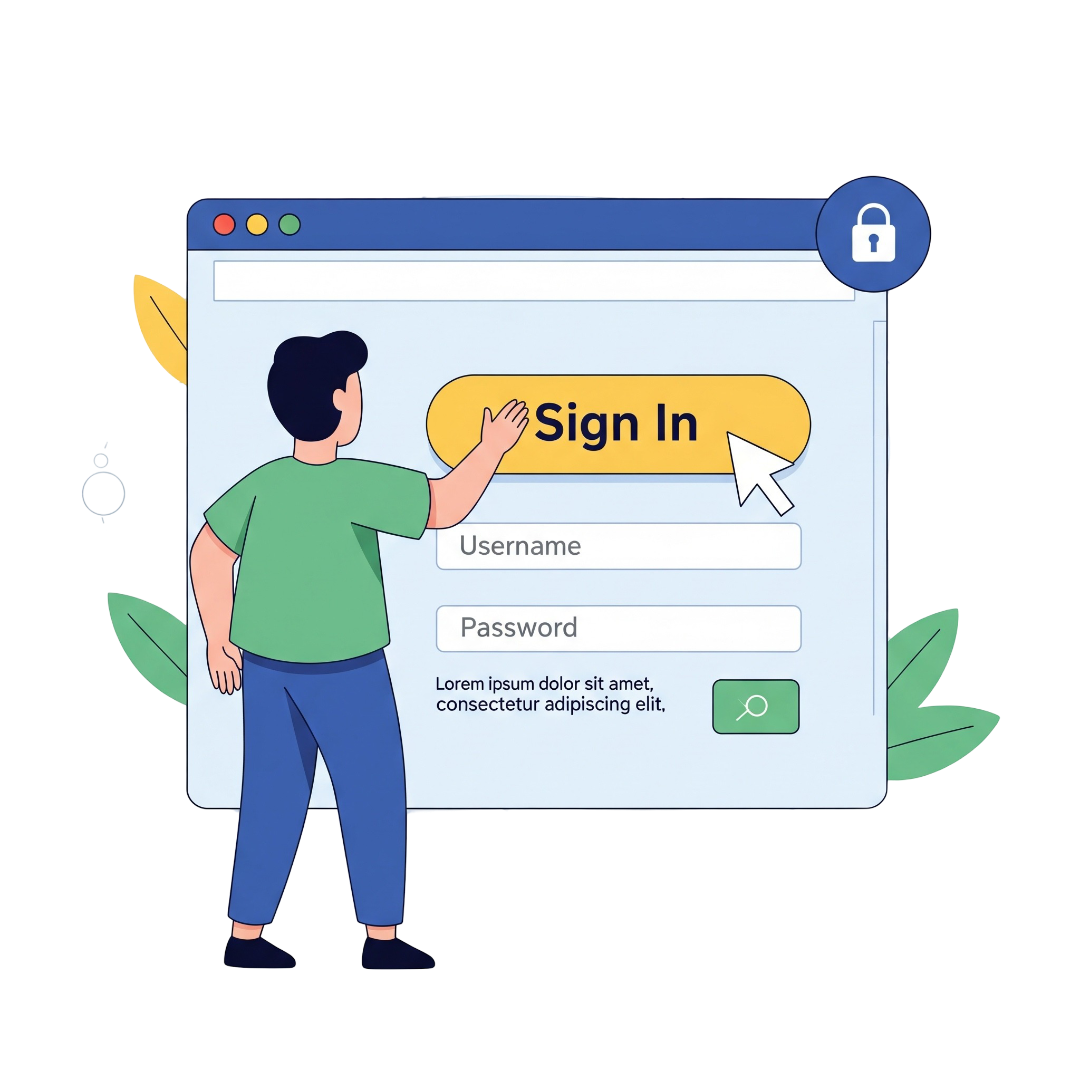 Sign In
Username
Password
Lorem ipsum dolor sit amet,
consectetur adipiscing elit,